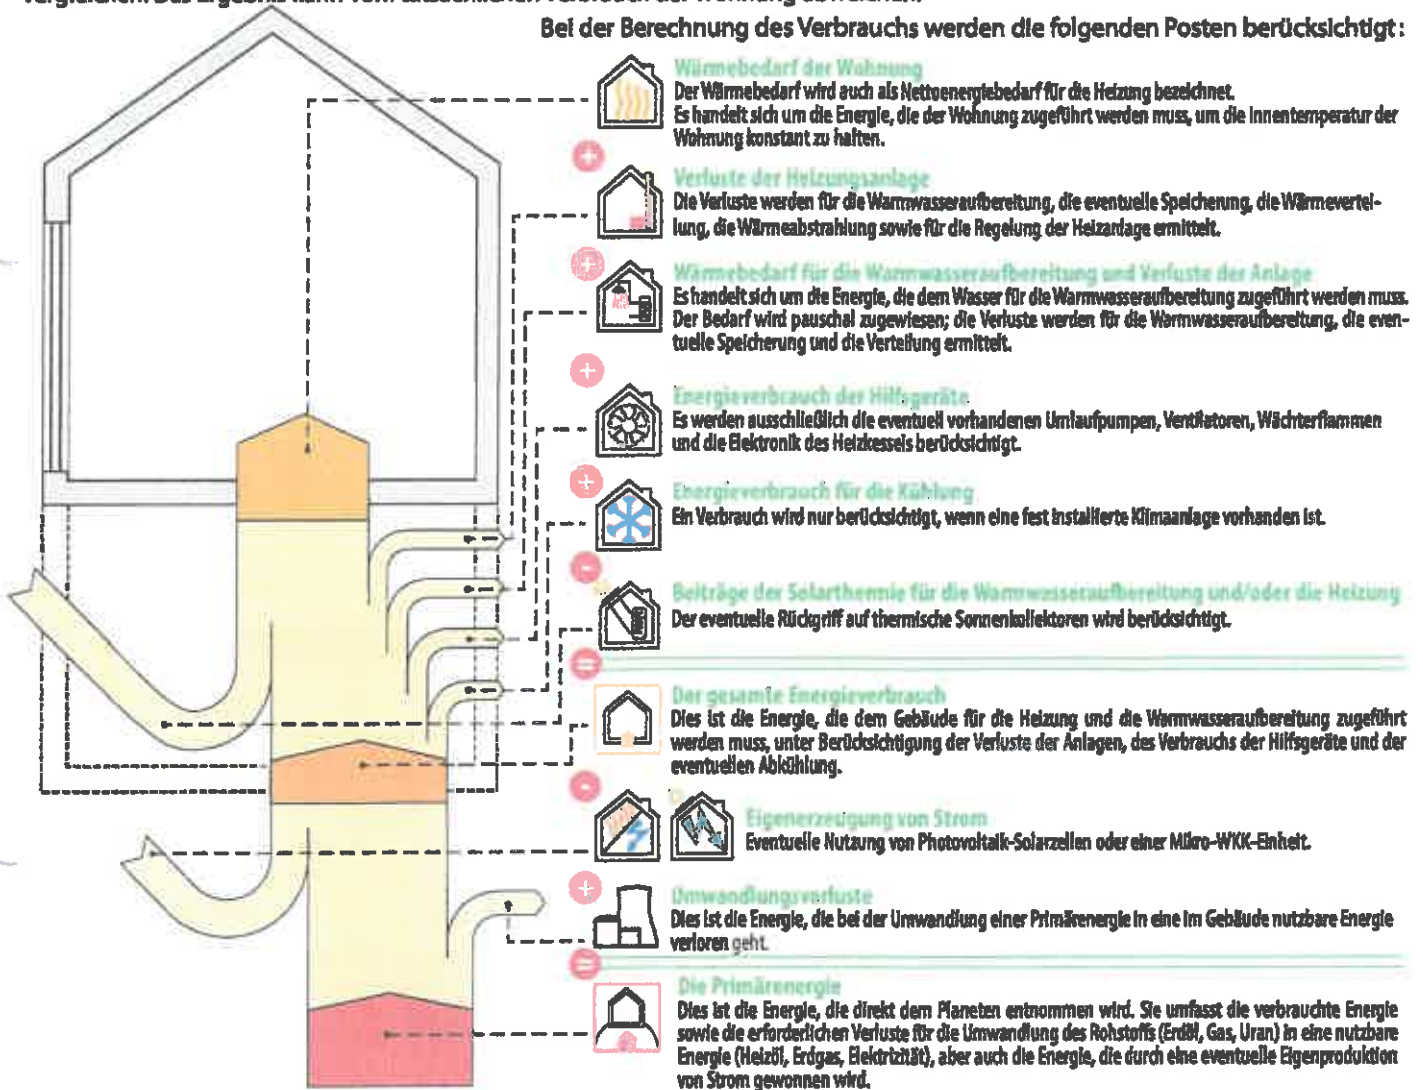 vergleichen. Das Ergebnis kann vom tatsächlichen Verbrauch der Wohnung abweichen.
Bei der Berechnung des Verbrauchs werden die folgenden Posten berücksichtigt:
Wärmebedarf der Wohnung
Der Wärmebedarf wird auch als Nettoenergiebedarf für die Heizung bezeichnet.
Es handelt sich um die Energie, die der Wohnung zugeführt werden muss, um die Innentemperatur der
Wohnung konstant zu halten.
+
Verluste der Heizungsanlage
Die Verluste werden für die Warmwasseraufbereitung, die eventuelle Speicherung, die Wärmevertei-
lung, die Wärmeabstrahlung sowie für die Regelung der Heizanlage ermittelt.
+
Wärmebedarf für die Warmwasseraufbereitung und Verluste der Anlage
Es handelt sich um die Energie, die dem Wasser für die Warmwasseraufbereitung zugeführt werden muss.
Der Bedarf wird pauschal zugewiesen; die Verluste werden für die Warmwasseraufbereitung, die even-
tuelle Speicherung und die Verteilung ermittelt.
+
Energieverbrauch der Hilfsgeräte
Es werden ausschließlich die eventuell vorhandenen Umlaufpumpen, Ventilatoren, Wächterflammen
und die Elektronik des Heizkessels berücksichtigt.
+
Energieverbrauch für die Kühlung
Ein Verbrauch wird nur berücksichtigt, wenn eine fest installierte Klimaanlage vorhanden ist.
-
Beiträge der Solarthermie für die Warmwasseraufbereitung und/oder die Heizung
Der eventuelle Rückgriff auf thermische Sonnenkollektoren wird berücksichtigt.
=
Der gesamte Energieverbrauch
Dies ist die Energie, die dem Gebäude für die Heizung und die Warmwasseraufbereitung zugeführt
werden muss, unter Berücksichtigung der Verluste der Anlagen, des Verbrauchs der Hilfsgeräte und der
eventuellen Abkühlung.
-
Eigenerzeugung von Strom
Eventuelle Nutzung von Photovoltaik-Solarzellen oder einer Mikro-WKK-Einheit.
+
Umwandlungsverluste
Dies ist die Energie, die bei der Umwandlung einer Primärenergie in eine im Gebäude nutzbare Energie
verloren geht.
=
Die Primärenergie
Dies ist die Energie, die direkt dem Planeten entnommen wird. Sie umfasst die verbrauchte Energie
sowie die erforderlichen Verluste für die Umwandlung des Rohstoffs (Erdöl, Gas, Uran) in eine nutzbare
Energie (Heizöl, Erdgas, Elektrizität), aber auch die Energie, die durch eine eventuelle Eigenproduktion
von Strom gewonnen wird.